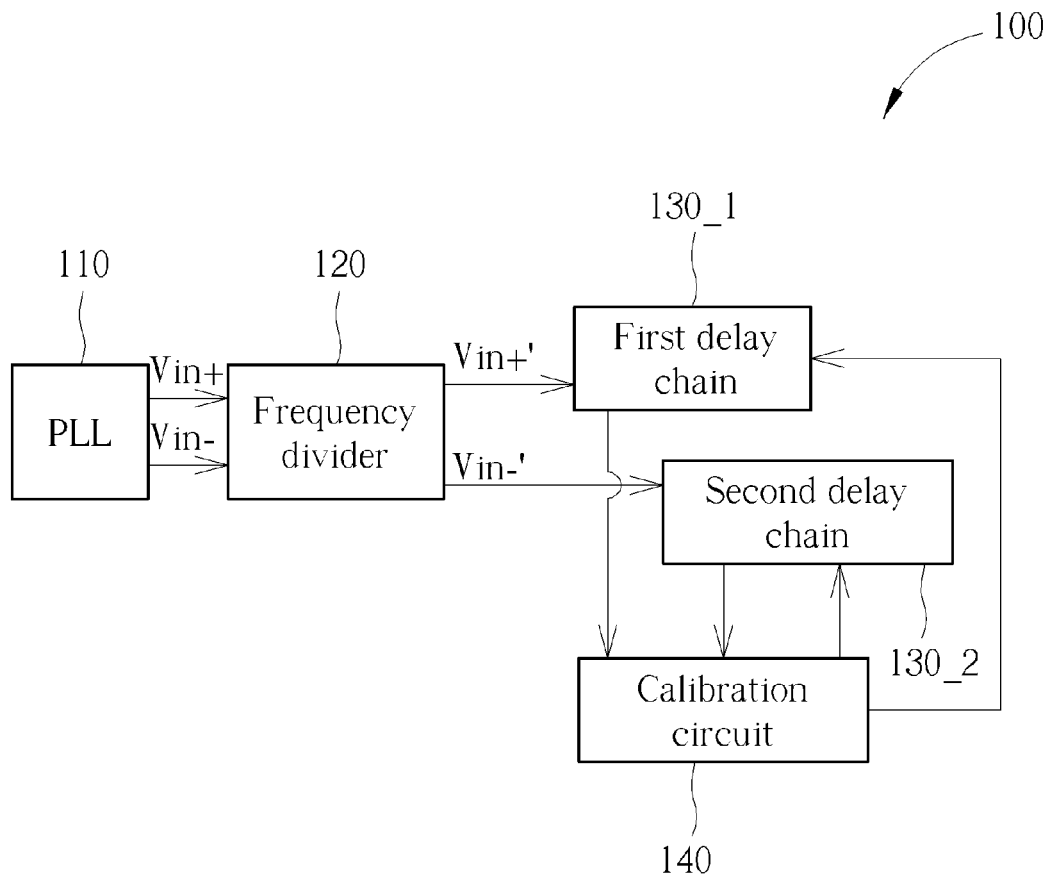 100
130_1
110
120
First delay
chain
Vin+
Vin+'
PLL
Frequency
divider
Vin-
Vin-'
Second delay
chain
130_2
Calibration
circuit
140